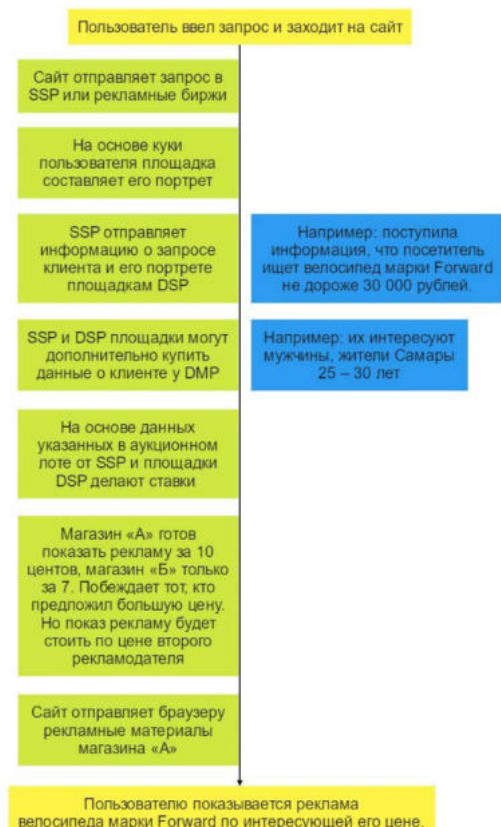 Пользователь ввел запрос и заходит на сайт
Сайт отправляет запрос в
SSP или рекламные биржи
На основе куки
пользователя площадка
составляет его портрет
SSP отправляет
информацию о запросе
клиента и его портрете
площадкам DSP
Например: поступила
информация, что посетитель
ищет велосипед марки Forward
не дороже 30 000 рублей.
SSP и DSP площадки могут
дополнительно купить
данные о клиенте у DMP
Например: их интересуют
мужчины, жители Самары
25 – 30 лет
На основе данных
указанных в аукционном
лоте от SSP и площадки
DSP делают ставки
Магазин «А» готов
показать рекламу за 10
центов, магазин «Б» только
за 7. Побеждает тот, кто
предложил большую цену.
Но показ рекламу будет
стоить по цене второго
рекламодателя
Сайт отправляет браузеру
рекламные материалы
магазина «А»
Пользователю показывается реклама
велосипеда марки Forward по интересующей его цене.